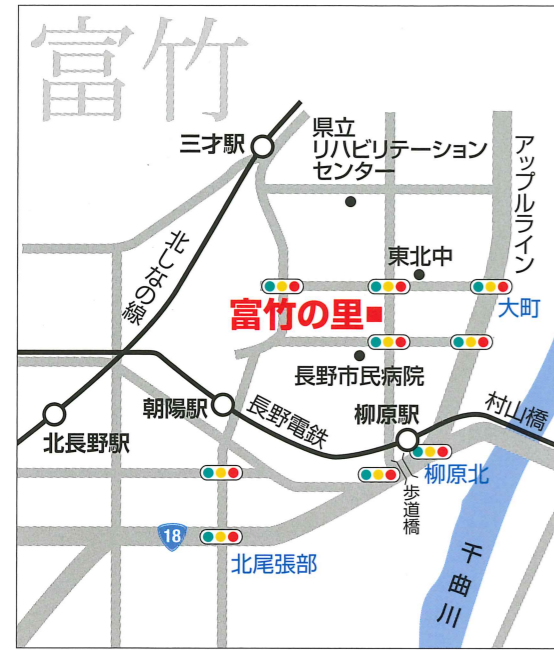 富竹
三才駅
県立
リハビリテーション
センター
アップルライン
北しなの線
東北中
大町
富竹の里
長野市民病院
朝陽駅
長野電鉄
柳原駅
村山橋
北長野駅
柳原北
歩道橋
18
北尾張部
千曲川